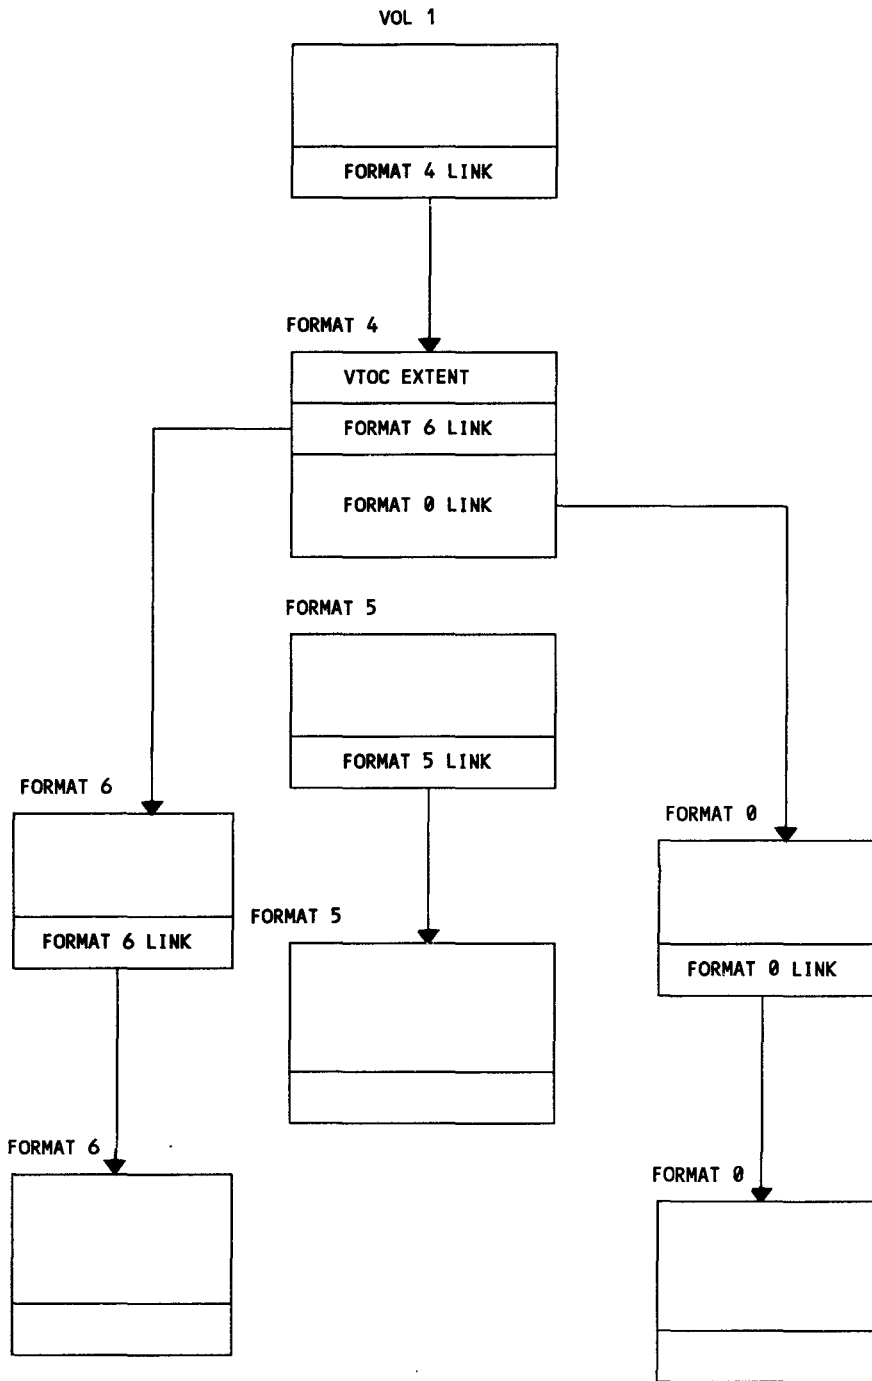 VOL 1
FORMAT 4 LINK
FORMAT 4
VTOC EXTENT
FORMAT 6 LINK
FORMAT 0 LINK
FORMAT 5
FORMAT 5 LINK
FORMAT 6
FORMAT 6 LINK
FORMAT 5
FORMAT 0
FORMAT 0 LINK
FORMAT 6
FORMAT 0